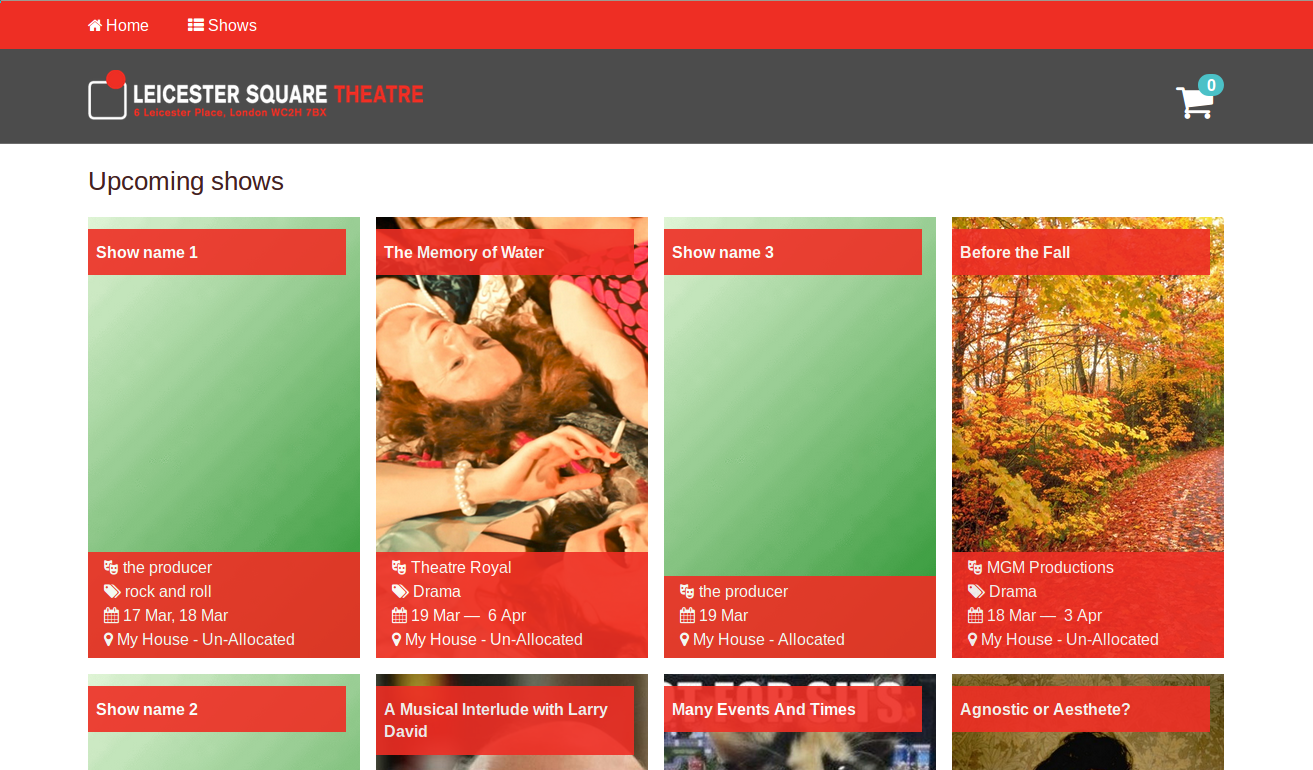 Home
Shows
LEICESTER SQUARE THEATRE
6 Leicester Place, London WC2H 7BX
0
Upcoming shows
Show name 1
the producer
rock and roll
17 Mar, 18 Mar
My House - Un-Allocated
The Memory of Water
Theatre Royal
Drama
19 Mar — 6 Apr
My House - Un-Allocated
Show name 3
the producer
19 Mar
My House - Allocated
Before the Fall
MGM Productions
Drama
18 Mar — 3 Apr
My House - Un-Allocated
Show name 2
A Musical Interlude with Larry
David
FOR SITS.
Many Events And Times
Agnostic or Aesthete?